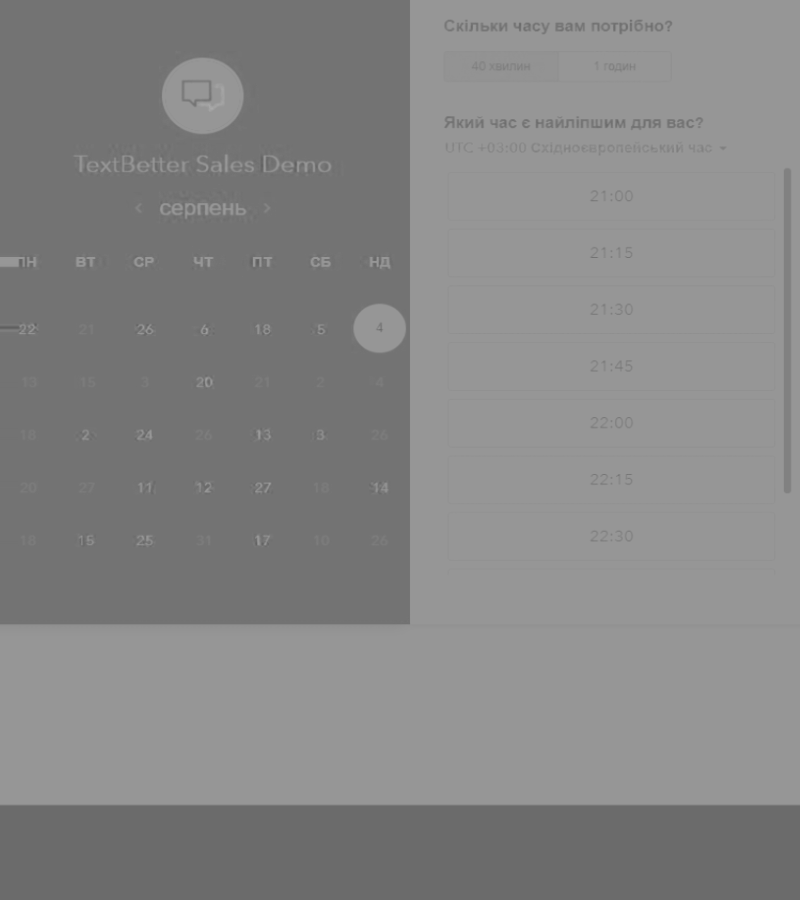 TextBetter Sales Demo
‹ серпень ›
ПН ВТ СР ЧТ ПТ СБ НД
22 21 26 6 18 5 4
13 15 3 20 21 2 4
18 2 24 26 13 3 26
20 27 11 12 27 18 14
18 15 25 31 17 10 26
Скільки часу вам потрібно?
40 хвилин 1 годин
Який час є найліпшим для вас?
UTC +03:00 Східноєвропейський час
21:00
21:15
21:30
21:45
22:00
22:15
22:30